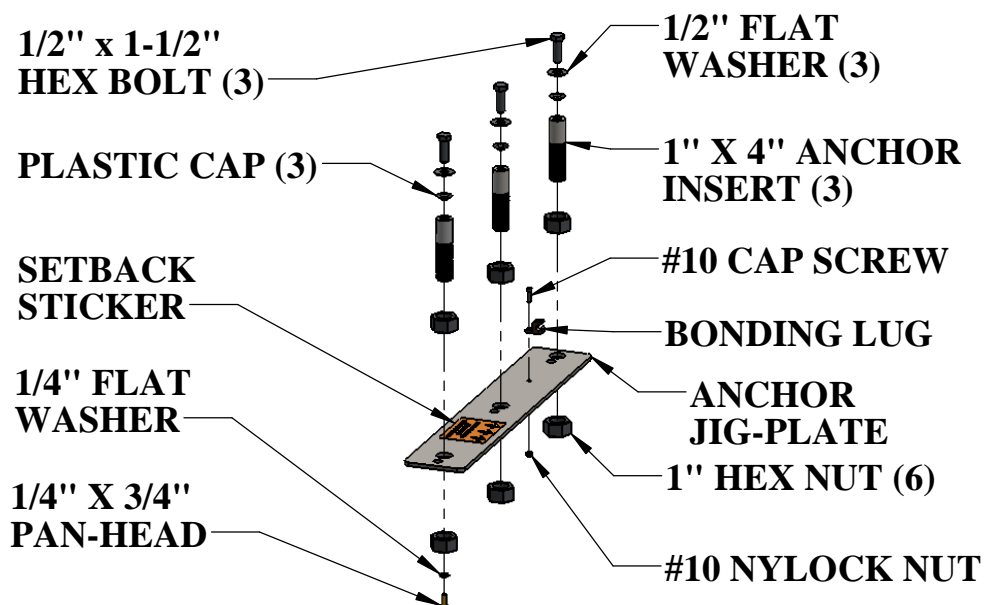 1/2" x 1-1/2"
HEX BOLT (3)
1/2" FLAT
WASHER (3)
PLASTIC CAP (3)
1" X 4" ANCHOR
INSERT (3)
SETBACK
STICKER
#10 CAP SCREW
BONDING LUG
1/4" FLAT
WASHER
ANCHOR
JIG-PLATE
1/4" X 3/4"
PAN-HEAD
1" HEX NUT (6)
#10 NYLOCK NUT